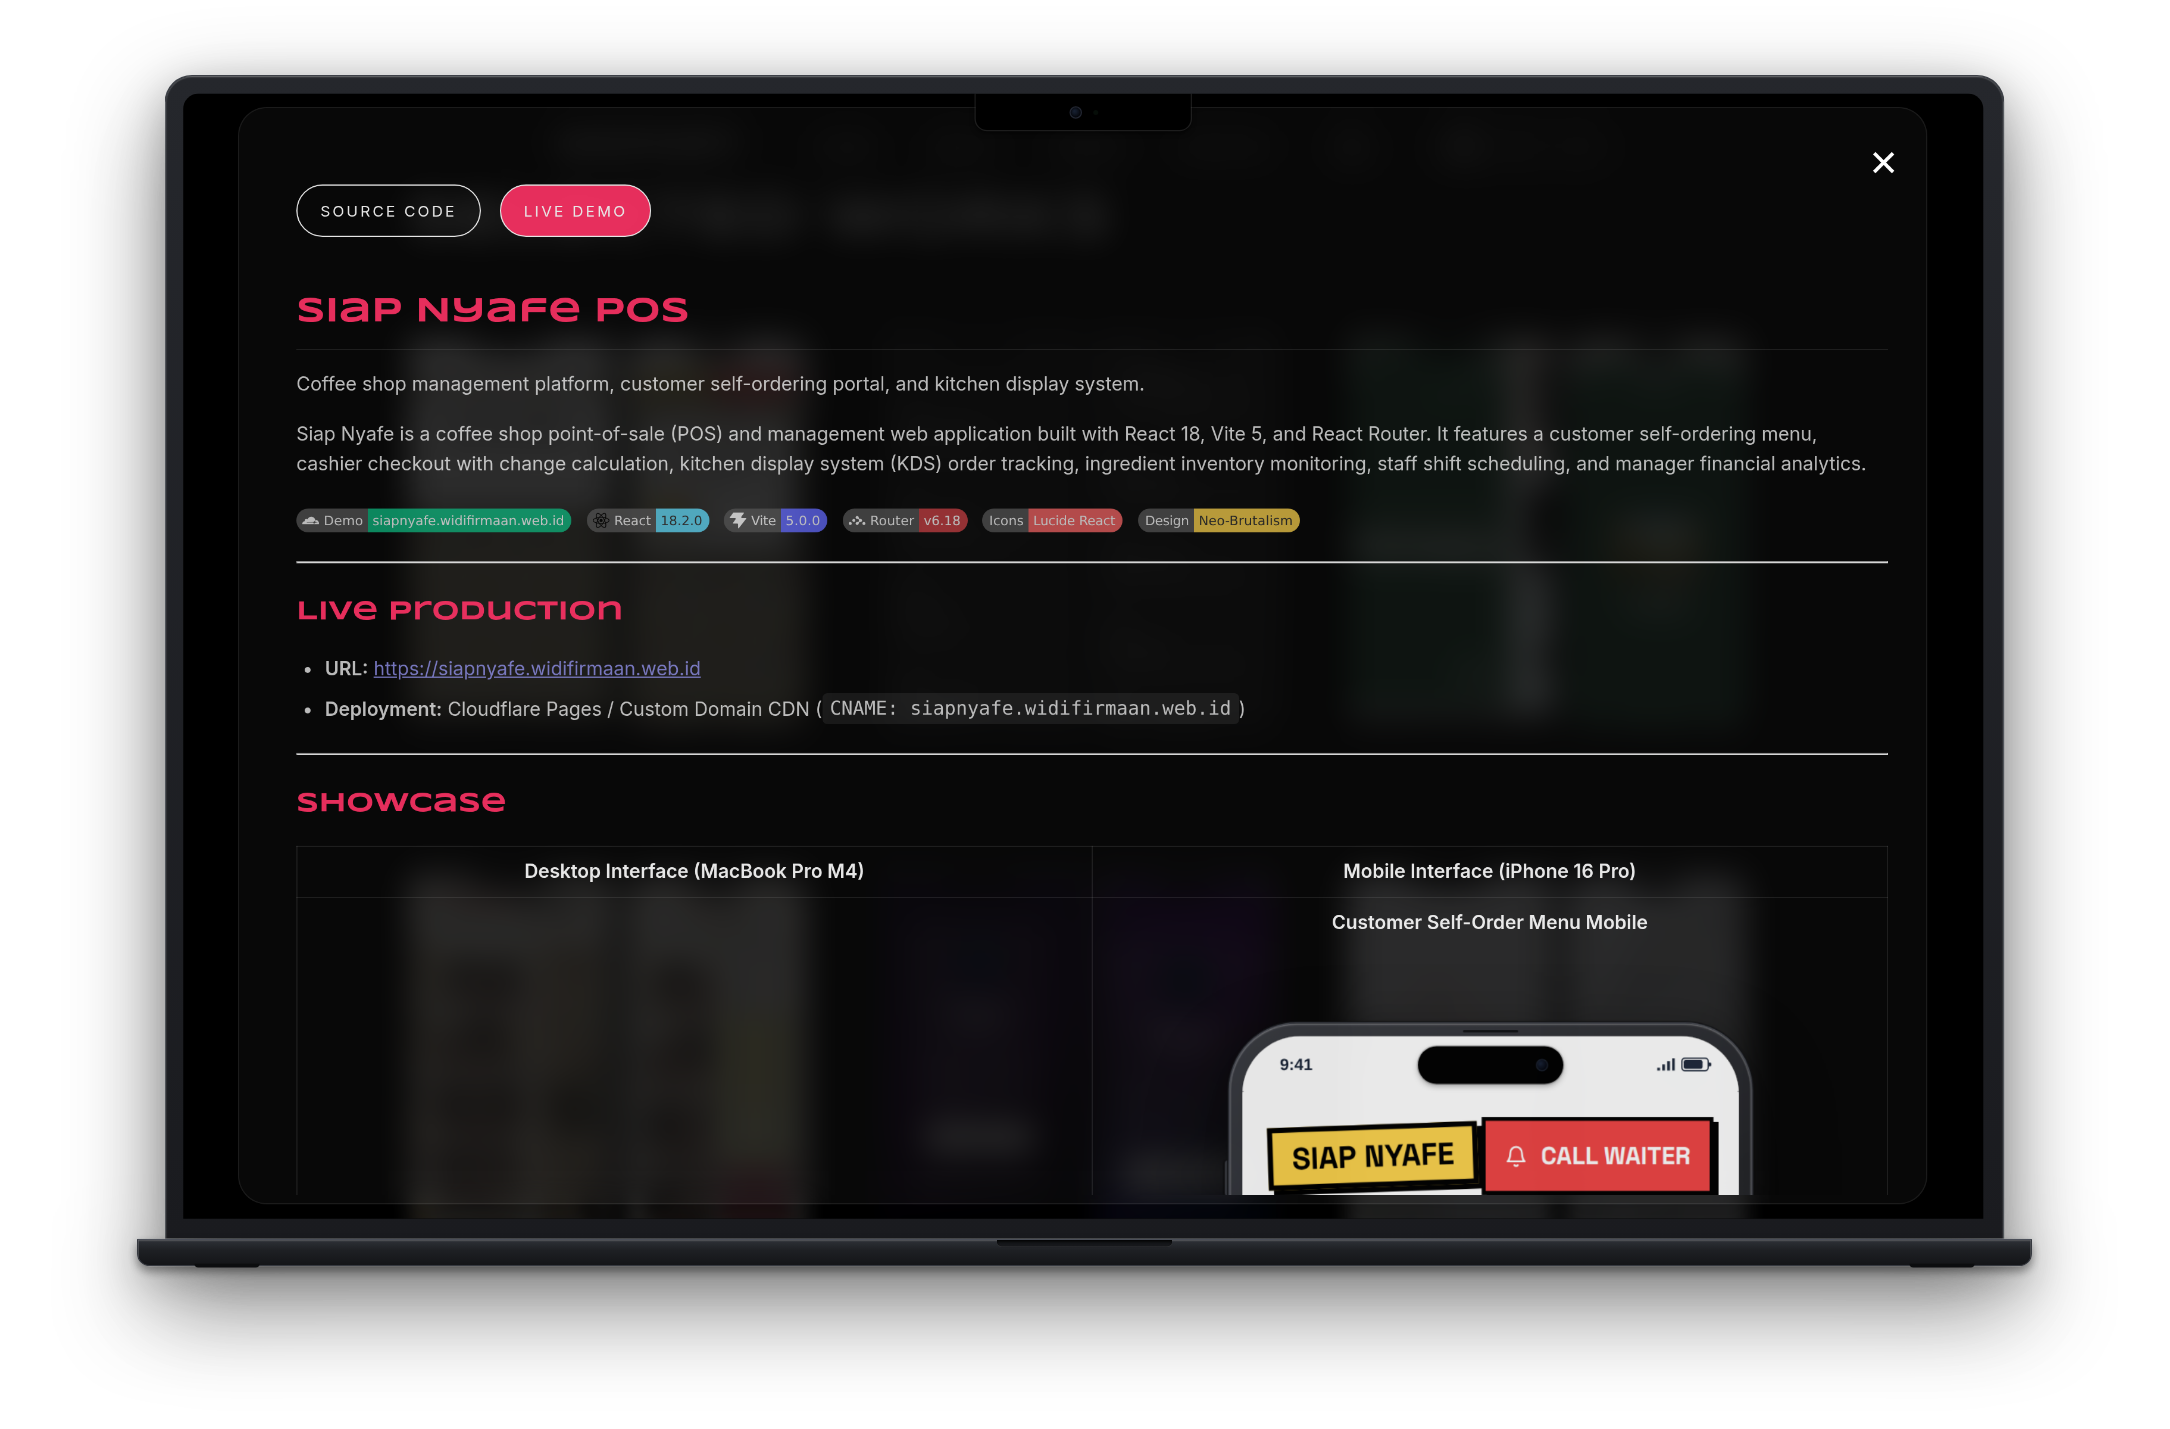 SOURCE CODE
LIVE DEMO
Siap Nyafe POS
Coffee shop management platform, customer self-ordering portal, and kitchen display system.
Siap Nyafe is a coffee shop point-of-sale (POS) and management web application built with React 18, Vite 5, and React Router. It features a customer self-ordering menu,
cashier checkout with change calculation, kitchen display system (KDS) order tracking, ingredient inventory monitoring, staff shift scheduling, and manager financial analytics.
Demo siapnyafe.widifirmaan.web.id React 18.2.0 Vite 5.0.0 Router v6.18 Icons Lucide React Design Neo-Brutalism
Live Production
• URL: https://siapnyafe.widifirmaan.web.id
• Deployment: Cloudflare Pages / Custom Domain CDN ( CNAME: siapnyafe.widifirmaan.web.id )
Showcase
Desktop Interface (MacBook Pro M4)
Mobile Interface (iPhone 16 Pro)
Customer Self-Order Menu Mobile
9:41
SIAP NYAFE
CALL WAITER